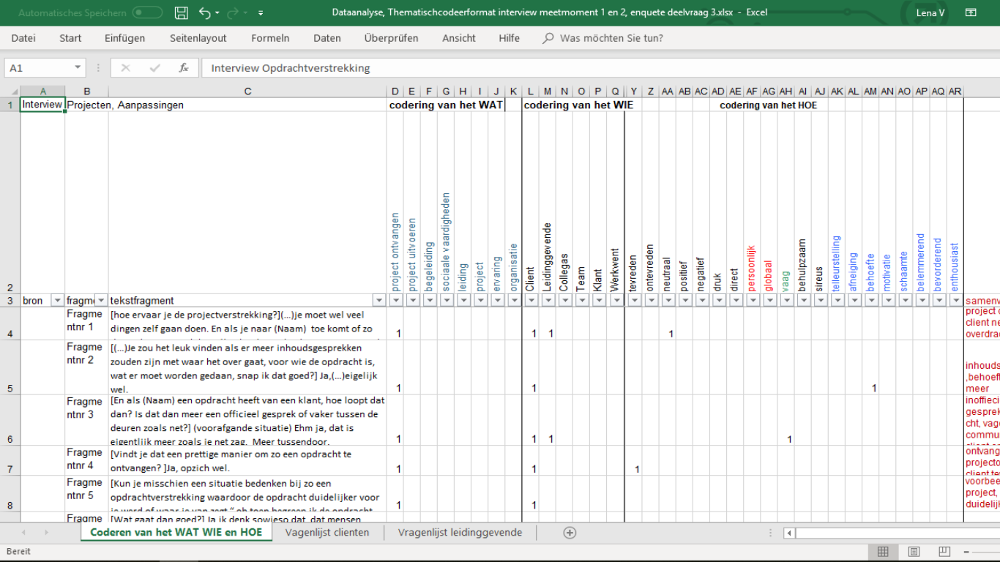 Automatisches Speichern
Dataanalyse, Thematischcodeerformat interview meetmoment 1 en 2, enquete deelvraag 3.xlsx - Excel
Lena V
Datei Start Einfügen Seitenlayout Formeln Daten Überprüfen Ansicht Hilfe Was möchten Sie tun?
A1 fx Interview Opdrachtverstrekking
A B C D E F G H I J K L M N O P Q Y Z AA AB AC AD AE AF AG AH AI AJ AK AL AM AN AO AP AQ AR
1 Interview Projecten, Aanpassingen codering van het WAT codering van het WIE codering van het HOE
2
project ontvangen
project uitvoeren
begeleiding
sociaale vaardigheden
leiding
project
ervaring
organisatie
Client
Leidinggevende
Collegas
Team
Klant
Werkwent
tevreden
ontevreden
neutraal
positief
negatief
druk
direct
persoonlijk
globaal
vaag
behulpzaam
sireus
telleurstelling
afneiging
behoefte
motivatie
schaamte
belemmerend
bevorderend
enthousiast
3 bron fragme tekstfragment
samenv
4
Fragme
ntnr 1
[hoe ervaar je de projectverstrekking?](...)je moet wel veel
dingen zelf gaan doen. En als je naar (Naam) toe komt of zo
1 1 1 1
project
client ne
overdra
5
Fragme
ntnr 2
[(...)Je zou het leuk vinden als er meer inhoudsgesprekken
zouden zijn met waar het over gaat, voor wie de opdracht is,
wat er moet worden gedaan, snap ik dat goed?] Ja,(...)eigelijk
wel.
1 1 1
inhouds
,behoeft
meer
6
Fragme
ntnr 3
[En als (Naam) een opdracht heeft van een klant, hoe loopt dat
dan? Is dat dan meer een officieel gesprek of vaker tussen de
deuren zoals net?] (voorafgande situatie) Ehm ja, dat is
eigentlijk meer zoals je net zag. Meer tussendoor.
1 1 1 1
inoffieci
gesprek
cht, vage
commu
7
Fragme
ntnr 4
[Vindt je dat een prettige manier om zo een opdracht te
ontvangen? ]Ja, opzich wel.
1 1 1
ontvang
projectc
client te
8
Fragme
ntnr 5
[Kun je misschien een situatie bedenken bij zo een
opdrachtverstrekking waardoor de opdracht duidelijker voor
je werd of waar je van zegt “ oh toen begreep ik de opdracht
1 1
voorbee
project,
duidelijk
Fragme
[Wat gaat dan goed?] Ja ik denk sowieso dat, dat mensen
Coderen van het WAT WIE en HOE Vagenlijst clienten Vragenlijst leidinggevende
Bereit